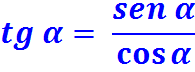 tg α = sen α / cos α